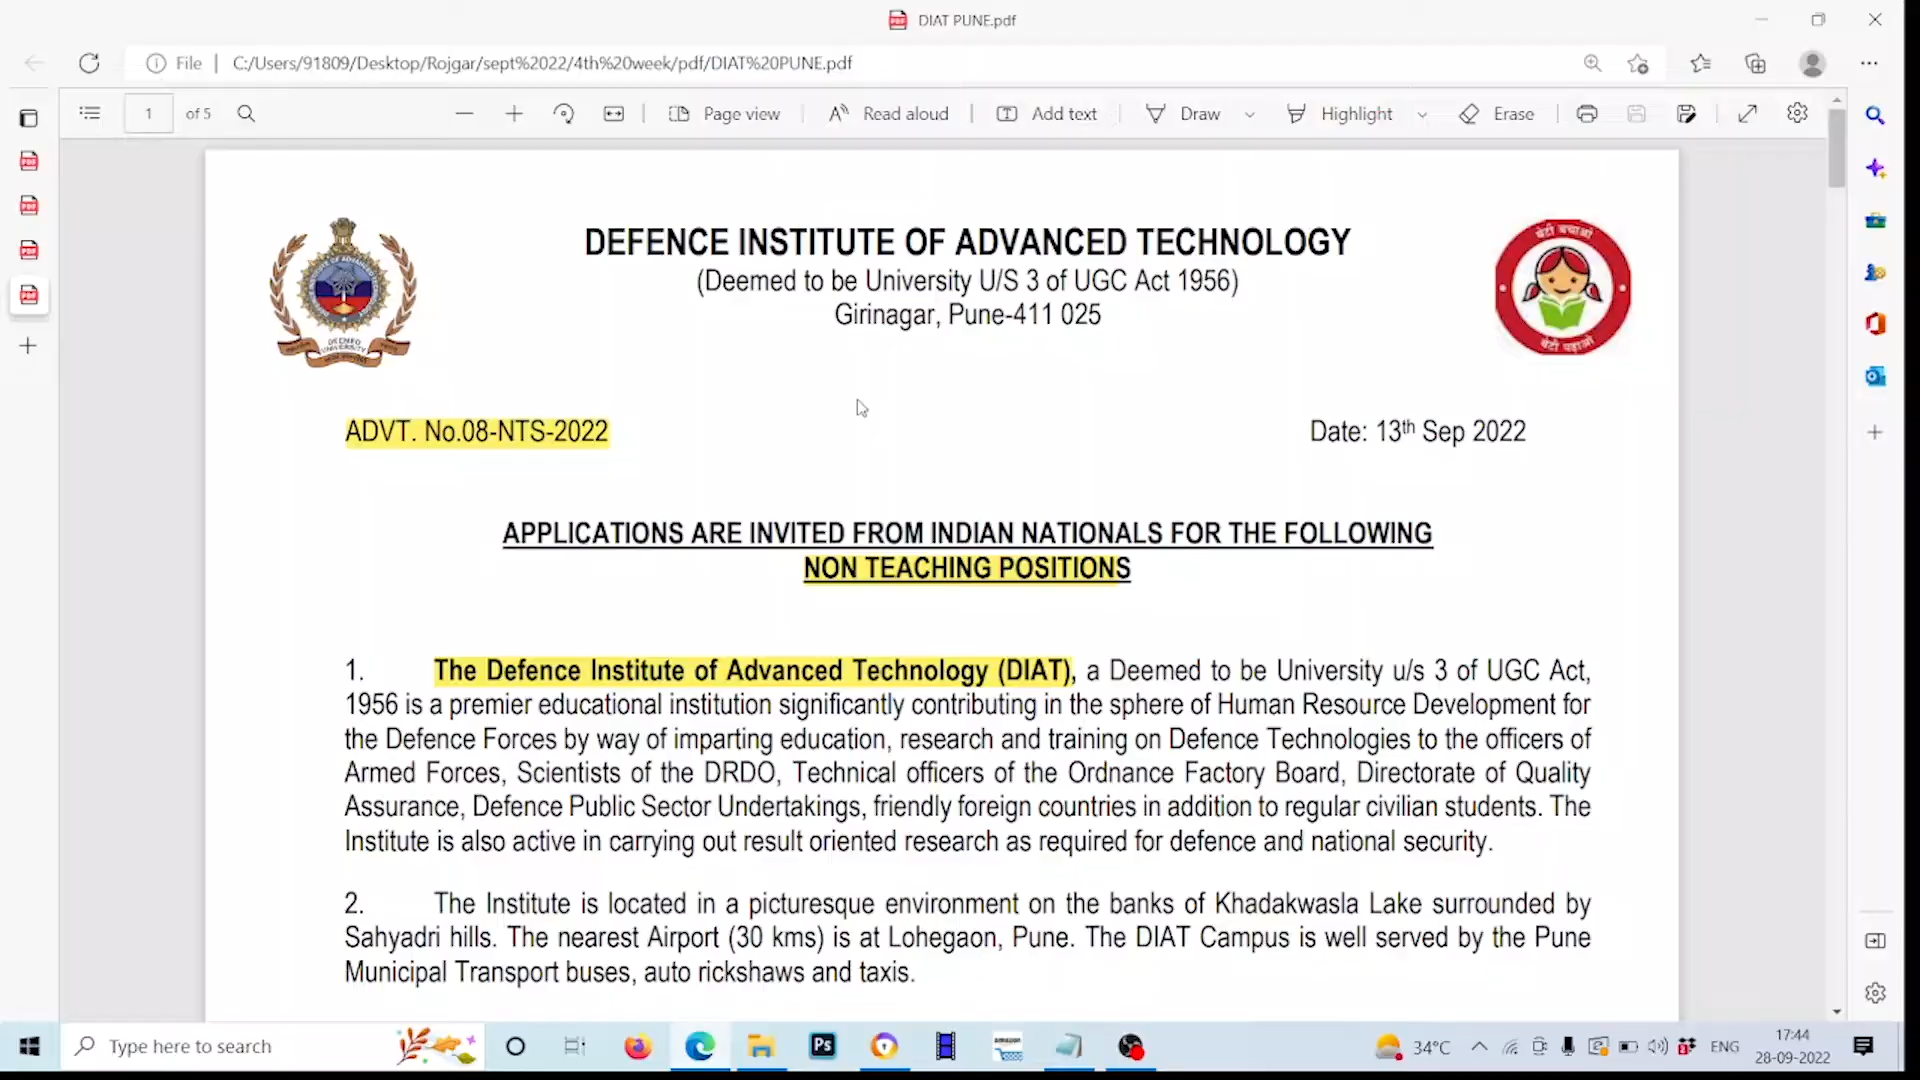 DIAT PUNE.pdf
File | C:/Users/91809/Desktop/Rojgar/sept%2022/4th%20week/pdf/DIAT%20PUNE.pdf
1 of 5 Page view Read aloud Add text Draw Highlight Erase
DEFENCE INSTITUTE OF ADVANCED TECHNOLOGY
(Deemed to be University U/S 3 of UGC Act 1956)
Girinagar, Pune-411 025
DEEMED
UNIVERSITY
बेटी बचाओ
बेटी पढ़ाओ
ADVT. No.08-NTS-2022 Date: 13th Sep 2022
APPLICATIONS ARE INVITED FROM INDIAN NATIONALS FOR THE FOLLOWING
NON TEACHING POSITIONS
1. The Defence Institute of Advanced Technology (DIAT), a Deemed to be University u/s 3 of UGC Act,
1956 is a premier educational institution significantly contributing in the sphere of Human Resource Development for
the Defence Forces by way of imparting education, research and training on Defence Technologies to the officers of
Armed Forces, Scientists of the DRDO, Technical officers of the Ordnance Factory Board, Directorate of Quality
Assurance, Defence Public Sector Undertakings, friendly foreign countries in addition to regular civilian students. The
Institute is also active in carrying out result oriented research as required for defence and national security.
2. The Institute is located in a picturesque environment on the banks of Khadakwasla Lake surrounded by
Sahyadri hills. The nearest Airport (30 kms) is at Lohegaon, Pune. The DIAT Campus is well served by the Pune
Municipal Transport buses, auto rickshaws and taxis.
Type here to search
Ps
amazon
34°C
ENG
17:44
28-09-2022